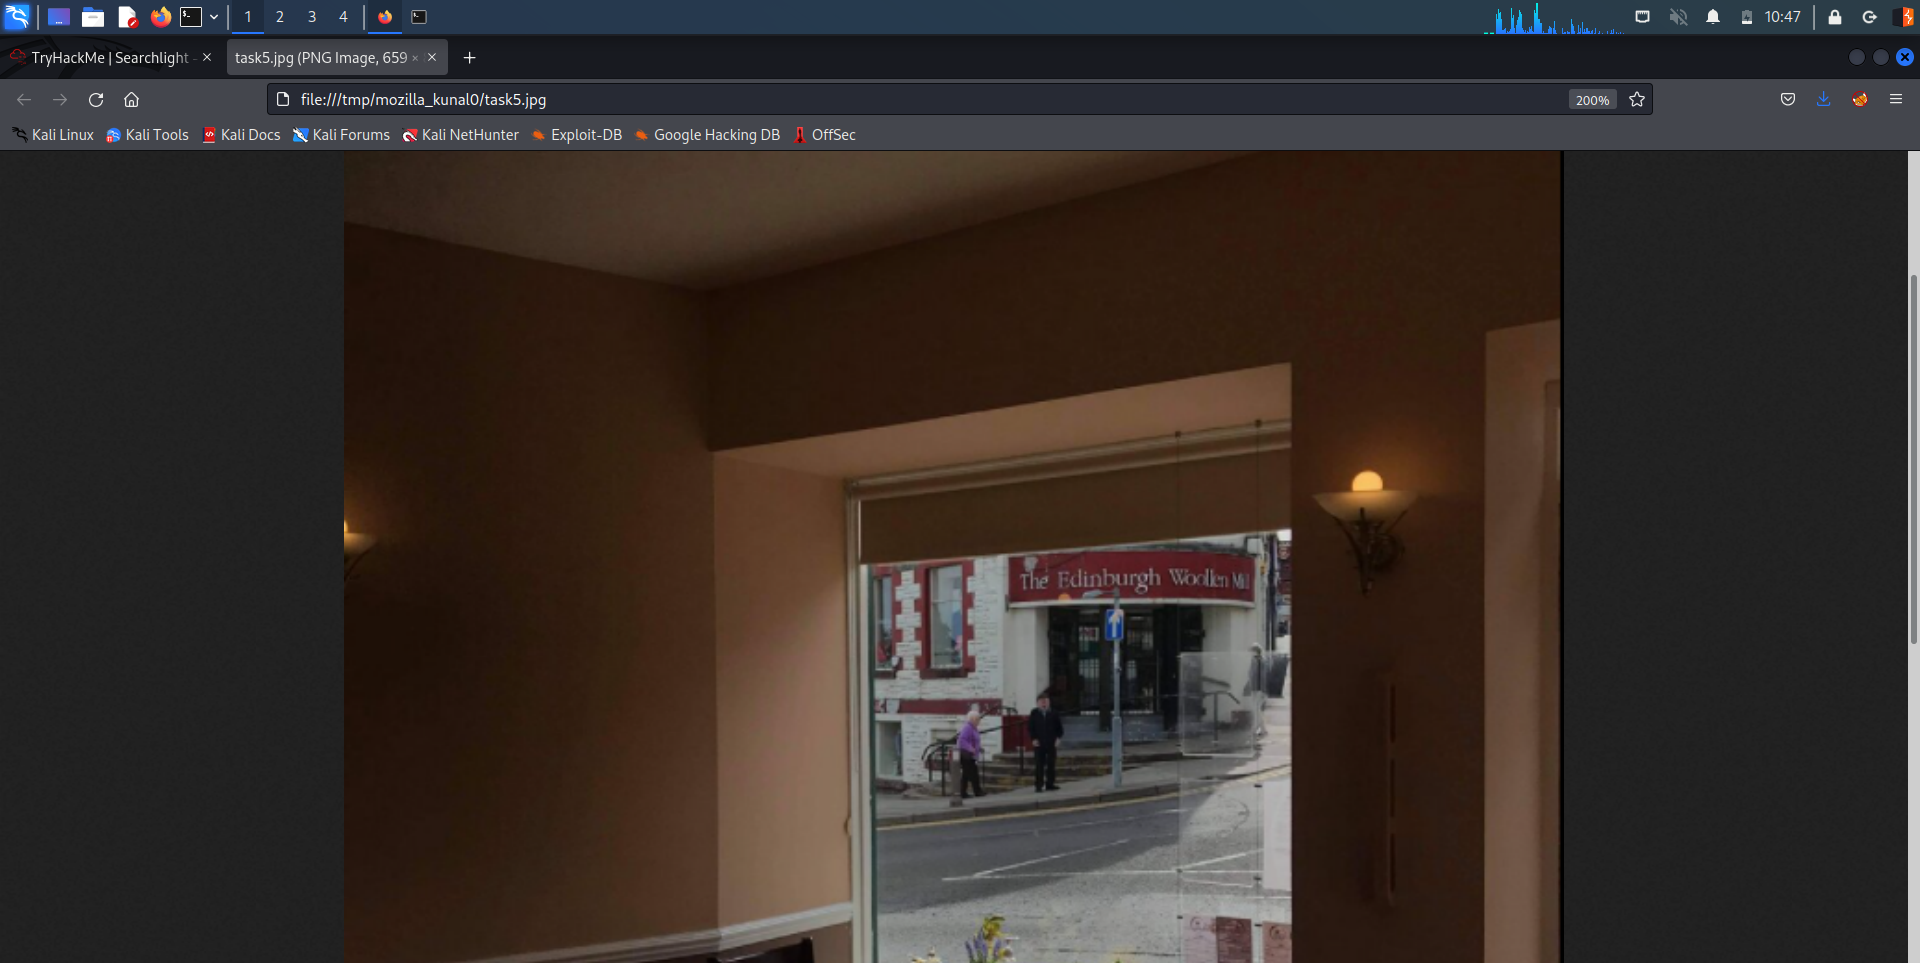 1 2 3 4 10:47
TryHackMe | Searchlight - × task5.jpg (PNG Image, 659 × × +
file:///tmp/mozilla_kunal0/task5.jpg 200%
Kali Linux Kali Tools Kali Docs Kali Forums Kali NetHunter Exploit-DB Google Hacking DB OffSec
The Edinburgh Woollen Mill